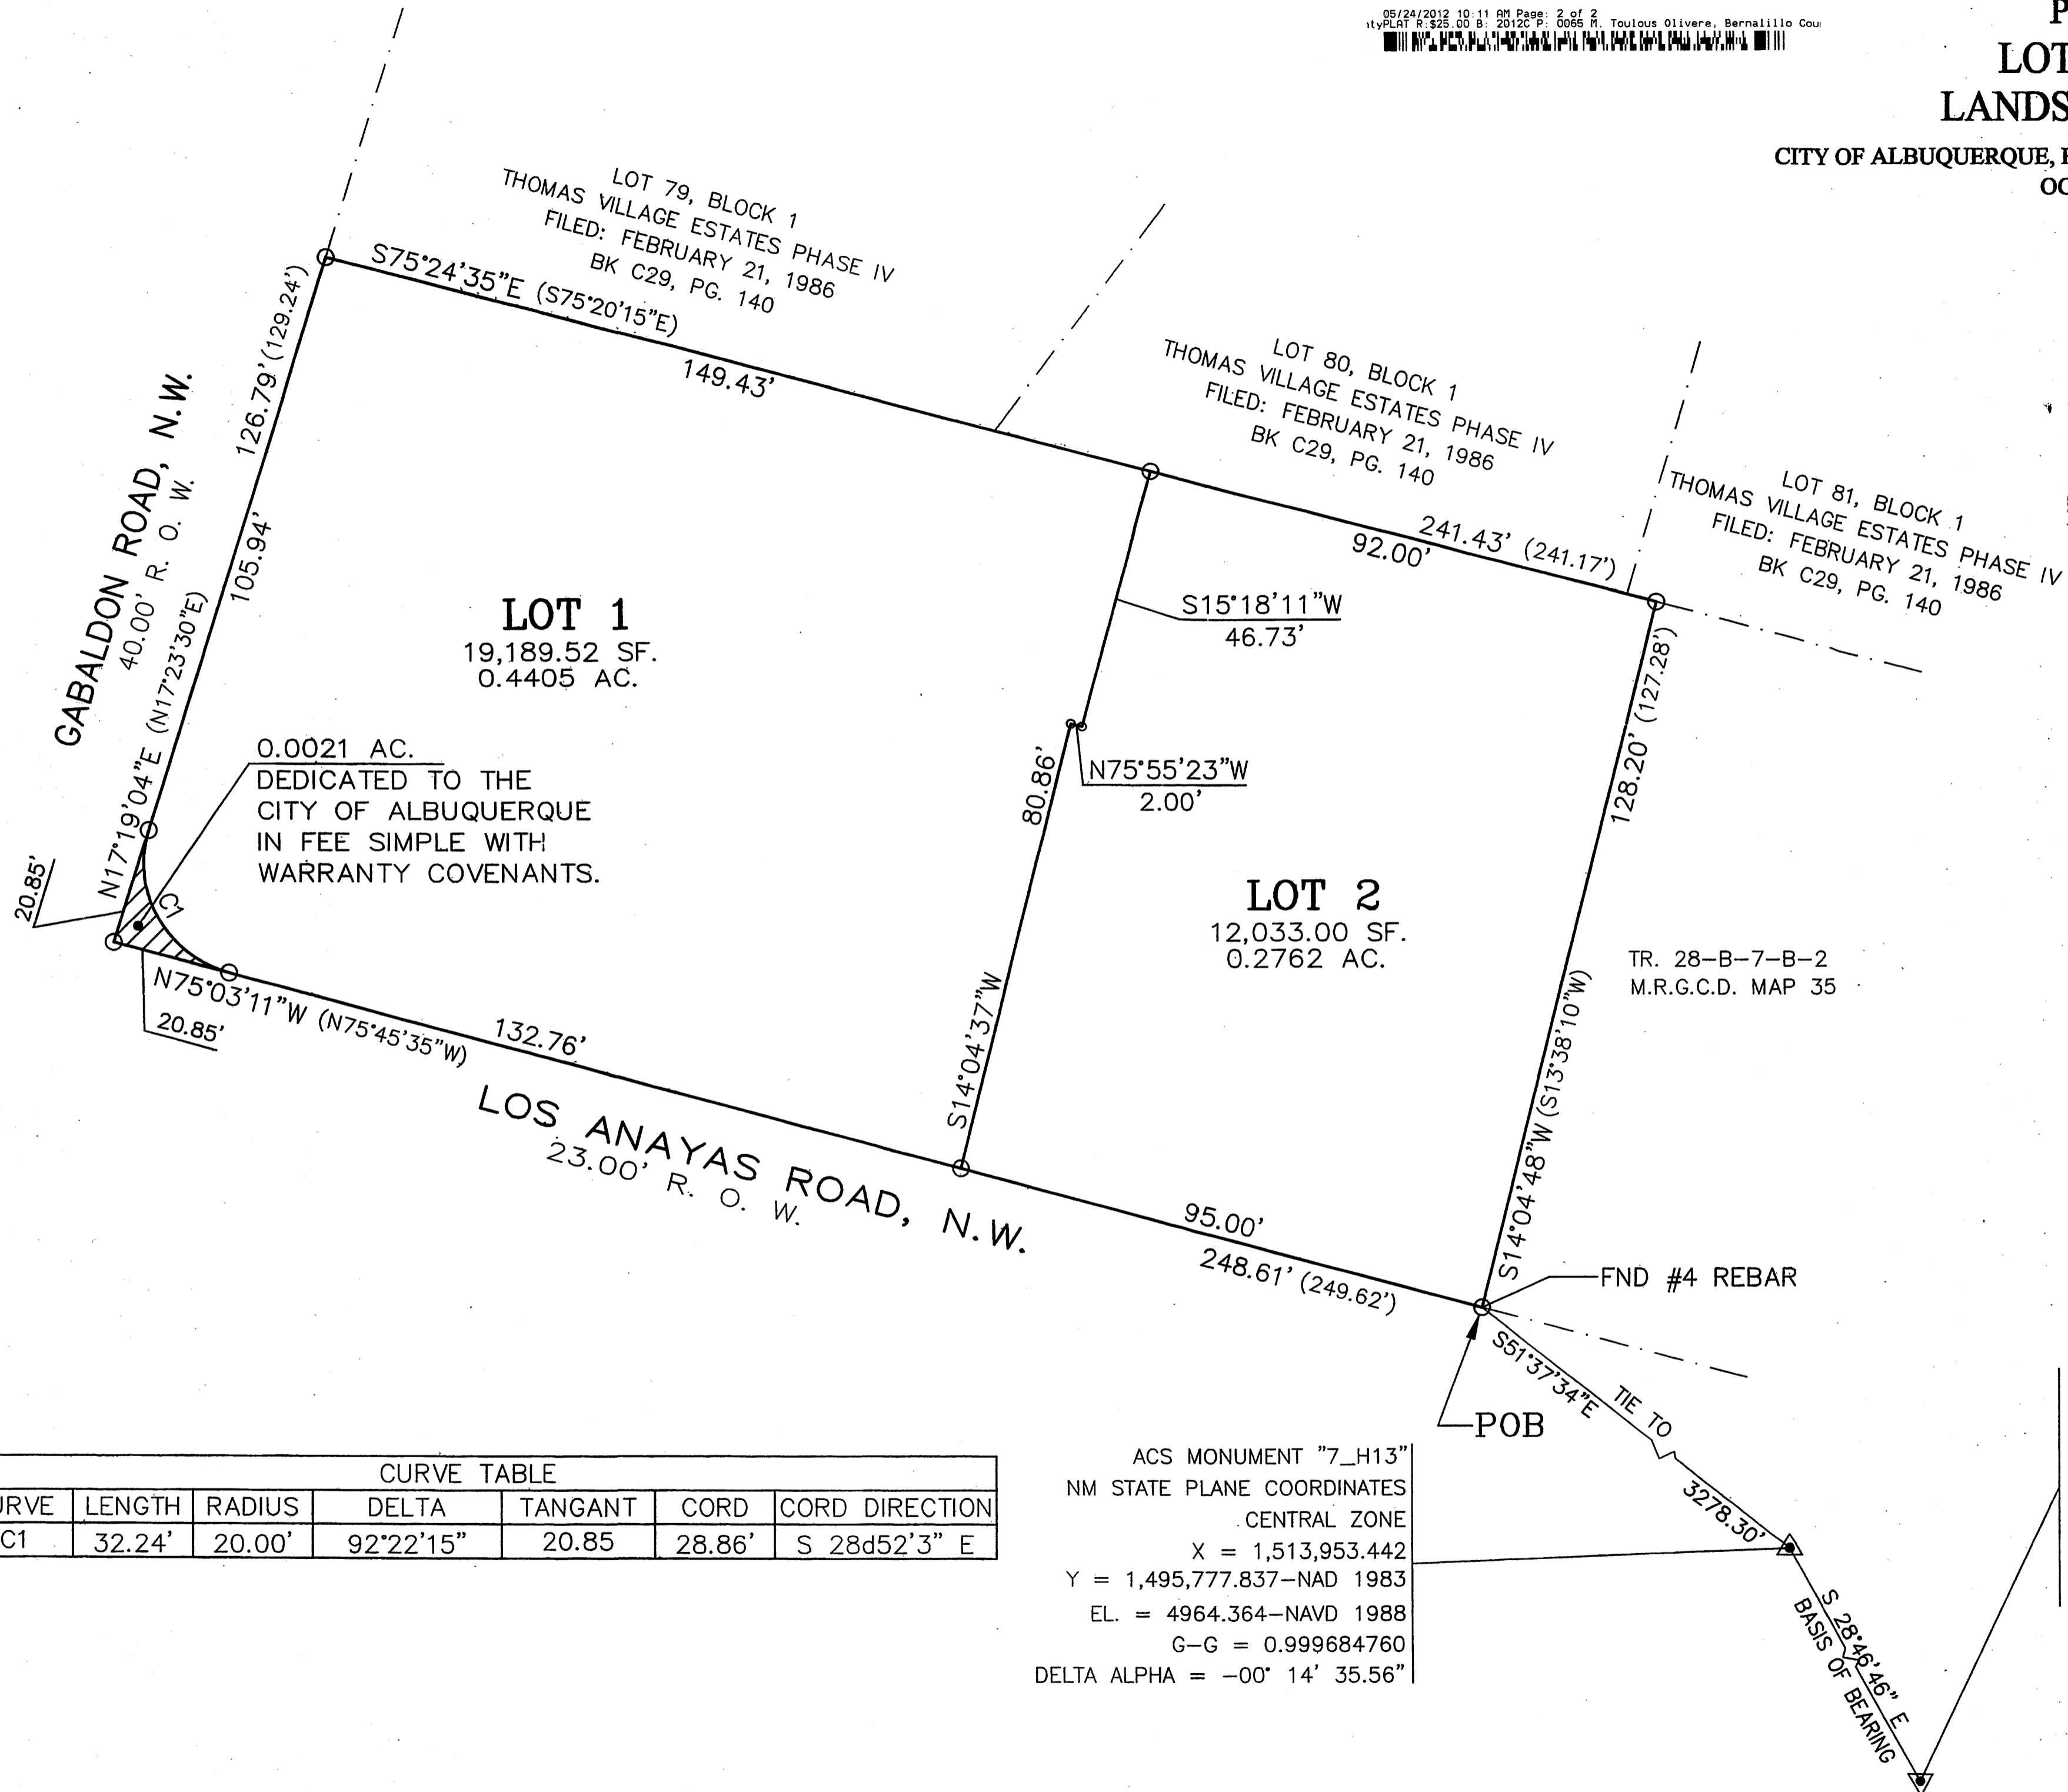 05/24/2012 10:11 AM Page: 2 of 2
tyPLAT R:$25.00 B: 2012C P: 0065 M. Toulous Olivere, Bernalillo Cou
P
LOT
LANDS
CITY OF ALBUQUERQUE,
OC
LOT 79, BLOCK 1
THOMAS VILLAGE ESTATES PHASE IV
FILED: FEBRUARY 21, 1986
BK C29, PG. 140
S75°24'35"E (S75°20'15"E)
149.43'
LOT 80, BLOCK 1
THOMAS VILLAGE ESTATES PHASE IV
FILED: FEBRUARY 21, 1986
BK C29, PG. 140
241.43' (241.17')
92.00'
LOT 81, BLOCK 1
THOMAS VILLAGE ESTATES PHASE IV
FILED: FEBRUARY 21, 1986
BK C29, PG. 140
GABALDON ROAD, N.W.
40.00' R. O. W.
126.79' (129.24')
105.94'
N17°19'04"E (N17°23'30"E)
20.85'
LOT 1
19,189.52 SF.
0.4405 AC.
0.0021 AC.
DEDICATED TO THE
CITY OF ALBUQUERQUE
IN FEE SIMPLE WITH
WARRANTY COVENANTS.
C1
S15°18'11"W
46.73'
N75°55'23"W
2.00'
80.86'
S14°04'37"W
LOT 2
12,033.00 SF.
0.2762 AC.
128.20' (127.28')
S14°04'48"W (S13°38'10"W)
TR. 28-B-7-B-2
M.R.G.C.D. MAP 35
N75°03'11"W (N75°45'35"W)
20.85'
132.76'
LOS ANAYAS ROAD, N.W.
23.00' R. O. W.
95.00'
248.61' (249.62')
FND #4 REBAR
POB
S51°37'34"E
TIE TO
3278.30'
S 28°46'46" E
BASIS OF BEARING
ACS MONUMENT "7_H13"
NM STATE PLANE COORDINATES
CENTRAL ZONE
X = 1,513,953.442
Y = 1,495,777.837-NAD 1983
EL. = 4964.364-NAVD 1988
G-G = 0.999684760
DELTA ALPHA = -00° 14' 35.56"
CURVE TABLE
URVE LENGTH RADIUS DELTA TANGANT CORD CORD DIRECTION
C1 32.24' 20.00' 92°22'15" 20.85 28.86' S 28d52'3" E